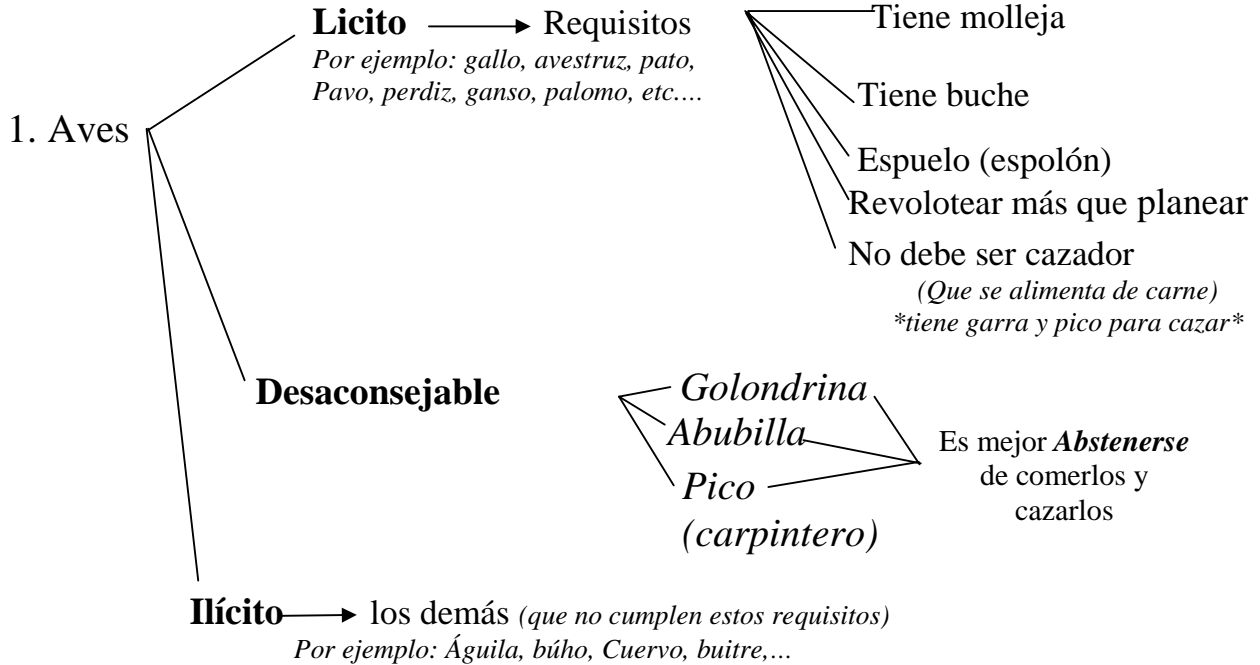 Licito
Requisitos
Por ejemplo: gallo, avestruz, pato,
Pavo, perdiz, ganso, palomo, etc.…
Tiene molleja
Tiene buche
Espuelo (espolón)
Revolotear más que planear
No debe ser cazador
(Que se alimenta de carne)
*tiene garra y pico para cazar*
1. Aves
Desaconsejable
Golondrina
Abubilla
Pico
(carpintero)
Es mejor Abstenerse
de comerlos y
cazarlos
Ilícito
los demás (que no cumplen estos requisitos)
Por ejemplo: Águila, búho, Cuervo, buitre,…